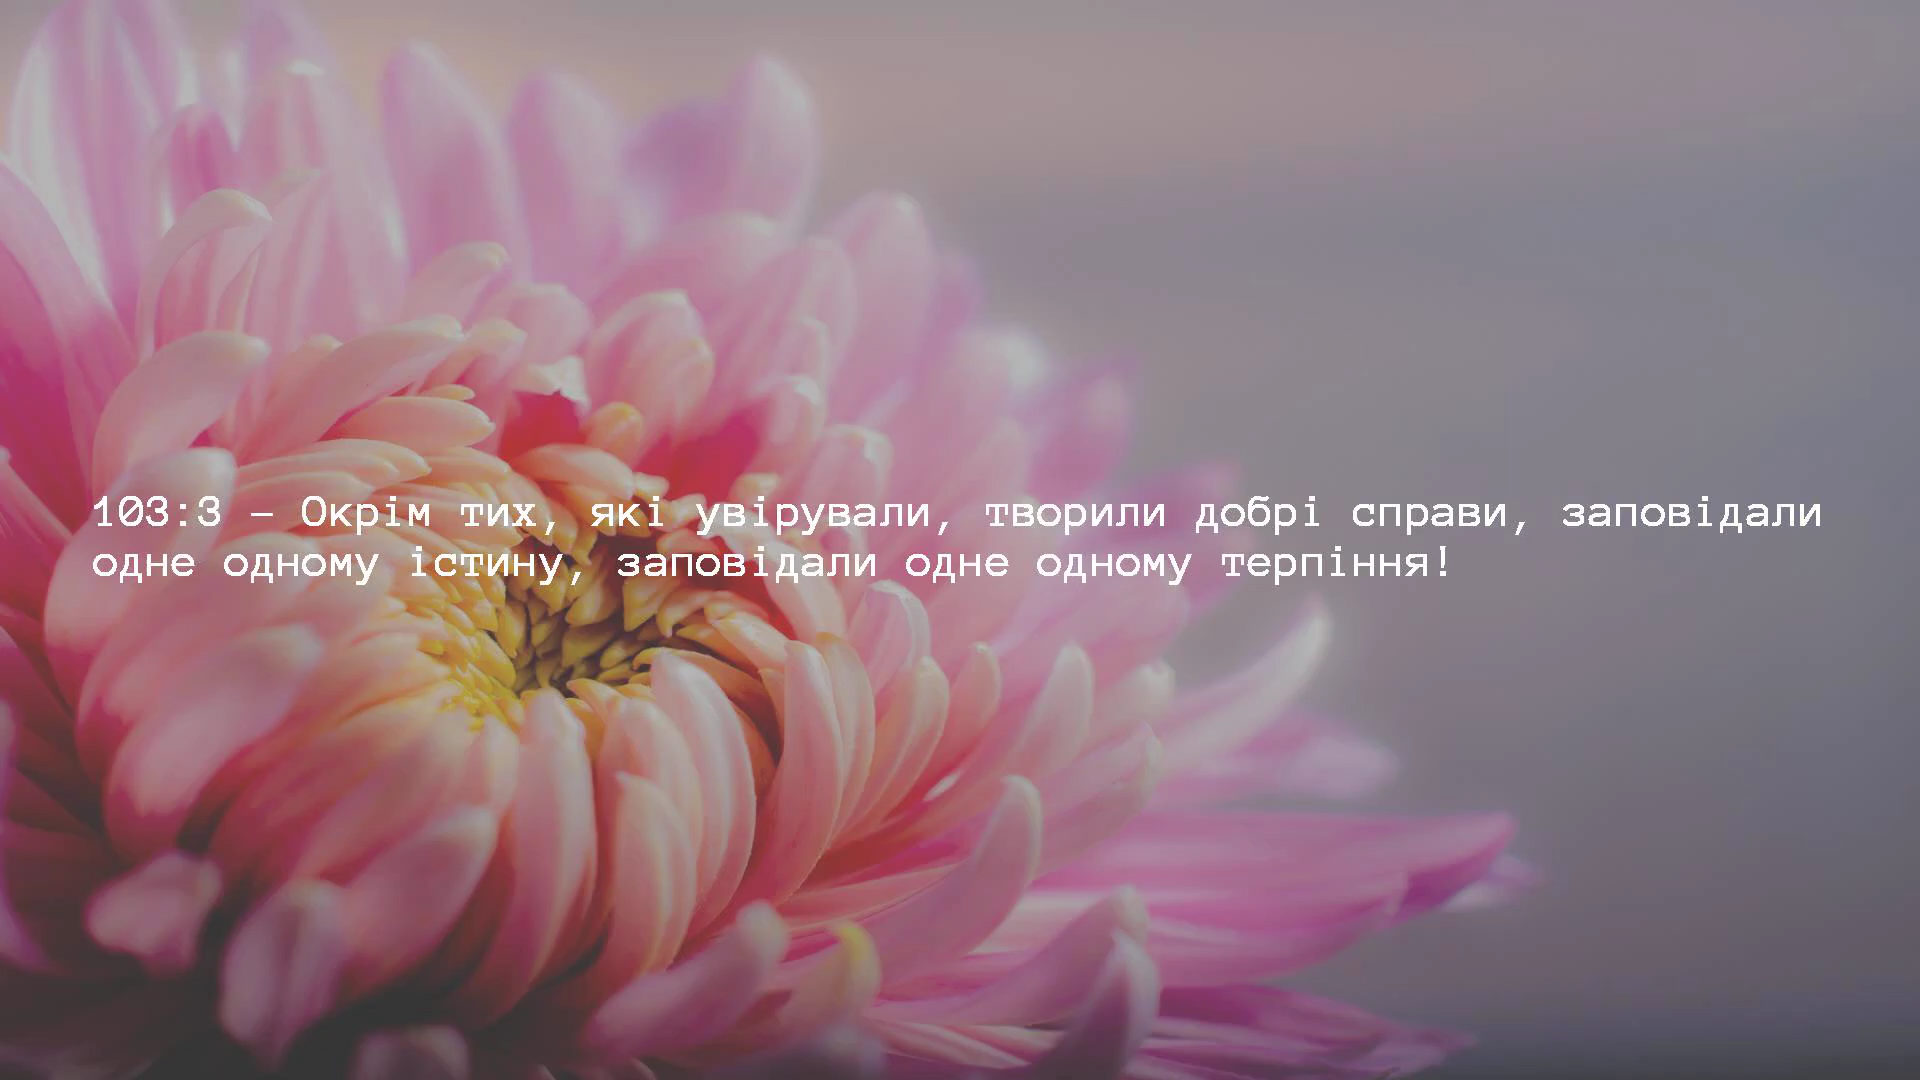 103:3 – Окрім тих, які увірували, творили добрі справи, заповідали
одне одному істину, заповідали одне одному терпіння!